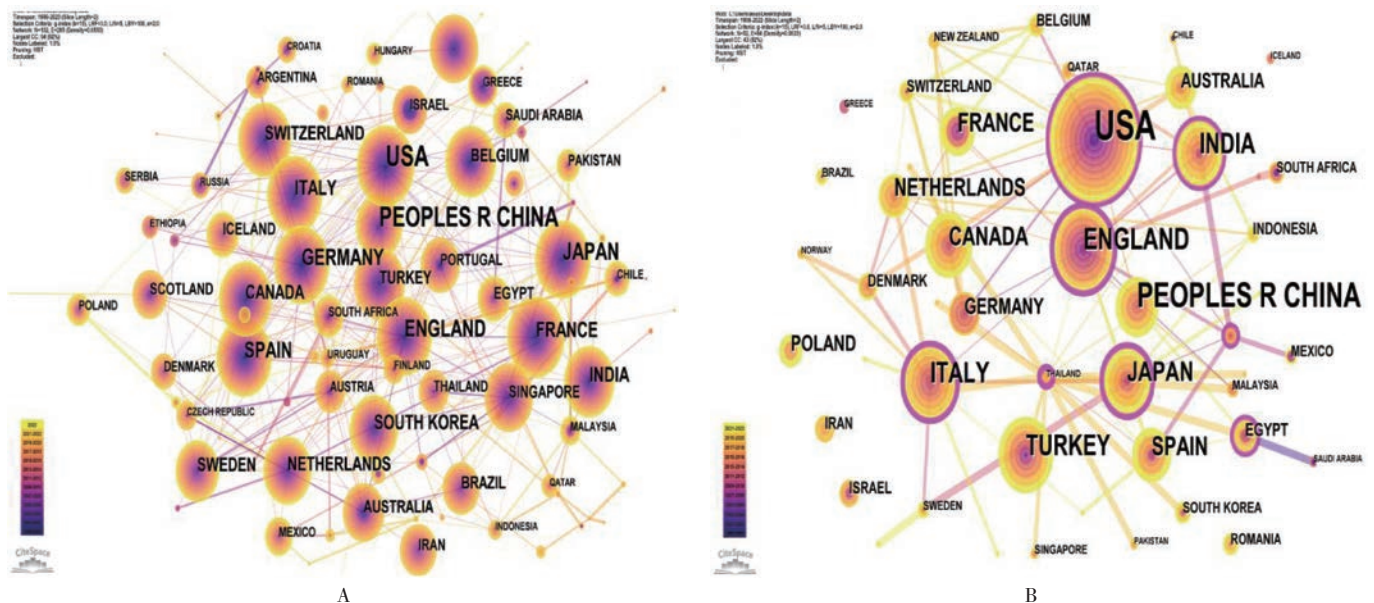 CROATIA
HUNGARY
ARGENTINA
ROMANIA
GREECE
ISRAEL
SAUDI ARABIA
SWITZERLAND
USA
BELGIUM
PAKISTAN
SERBIA
RUSSIA
ITALY
PEOPLES R CHINA
ETHIOPIA
ICELAND
GERMANY
PORTUGAL
JAPAN
TURKEY
CHILE
SCOTLAND
CANADA
EGYPT
POLAND
SOUTH AFRICA
ENGLAND
FRANCE
SPAIN
URUGUAY
FINLAND
DENMARK
AUSTRIA
THAILAND
SINGAPORE
INDIA
CZECH REPUBLIC
SOUTH KOREA
MALAYSIA
SWEDEN
NETHERLANDS
BRAZIL
QATAR
AUSTRALIA
INDONESIA
MEXICO
IRAN
CiteSpace
A
BELGIUM
NEW ZEALAND
CHILE
ICELAND
QATAR
SWITZERLAND
AUSTRALIA
GREECE
FRANCE
USA
INDIA
BRAZIL
NETHERLANDS
SOUTH AFRICA
CANADA
ENGLAND
INDONESIA
NORWAY
DENMARK
GERMANY
PEOPLES R CHINA
POLAND
MEXICO
ITALY
THAILAND
JAPAN
MALAYSIA
IRAN
TURKEY
SPAIN
EGYPT
SAUDI ARABIA
ISRAEL
SWEDEN
SOUTH KOREA
SINGAPORE
PAKISTAN
ROMANIA
CiteSpace
B